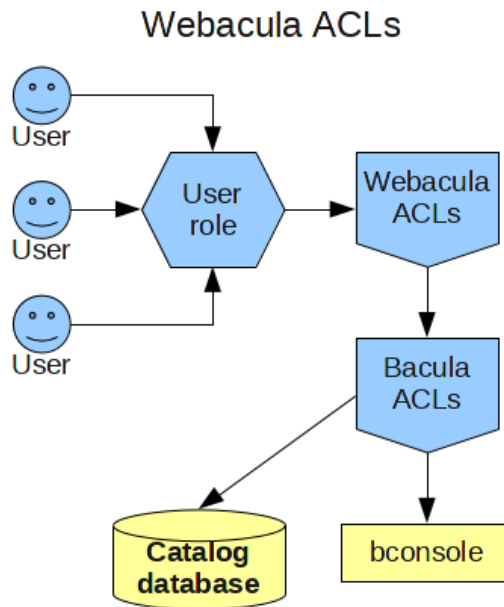 Webacula ACLs
User
User
role
Webacula
ACLs
User
User
Bacula
ACLs
Catalog
database
bconsole